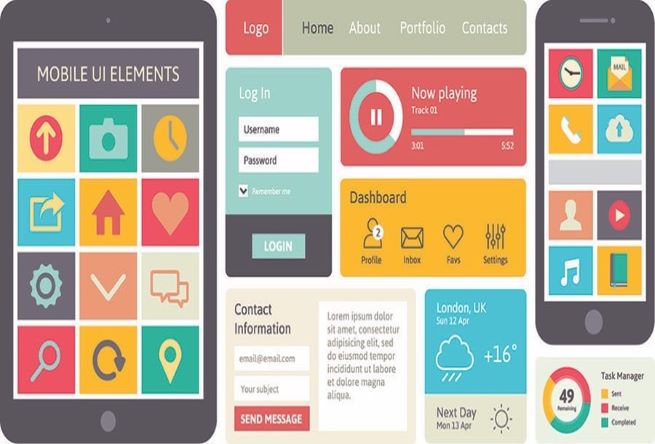 MOBILE UI ELEMENTS
Logo
Home
About
Portfolio
Contacts
Log In
Username
Password
Remember me
LOGIN
Now playing
Track 01
3:01
5:52
Dashboard
2
Profile
Inbox
Favs
Settings
Contact
Information
email@email.com
Your subject
SEND MESSAGE
Lorem ipsum dolor
sit amet, consectetur
adipisicing elit, sed
do eiusmod tempor
incididunt ut labore
et dolore magna
aliqua.
London, UK
Sun 12 Apr
+16°
Next Day
Mon 13 Apr
MAIL
Task Manager
49
Remaining
Sent
Receive
Completed